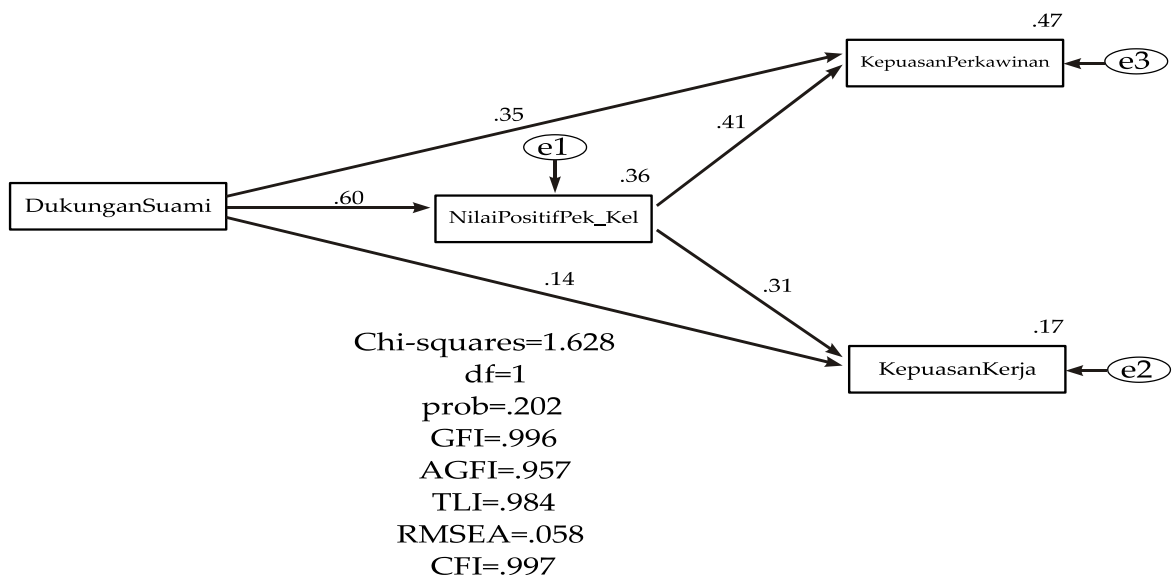 .47
KepuasanPerkawinan
e3
.35
.41
e1
.36
DukunganSuami
.60
NilaiPositifPek_Kel
.14
.31
.17
KepuasanKerja
e2
Chi-squares=1.628
df=1
prob=.202
GFI=.996
AGFI=.957
TLI=.984
RMSEA=.058
CFI=.997